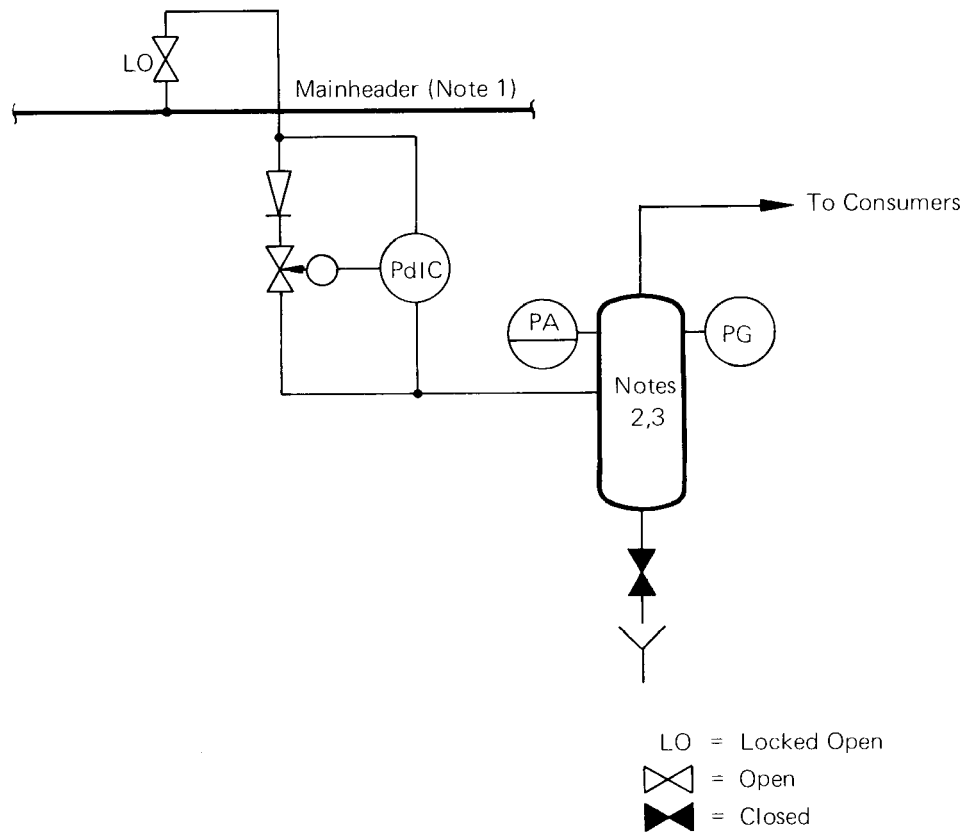 LO
Mainheader (Note 1)
To Consumers
PdIC
PA
PG
Notes
2,3
LO = Locked Open
= Open
= Closed